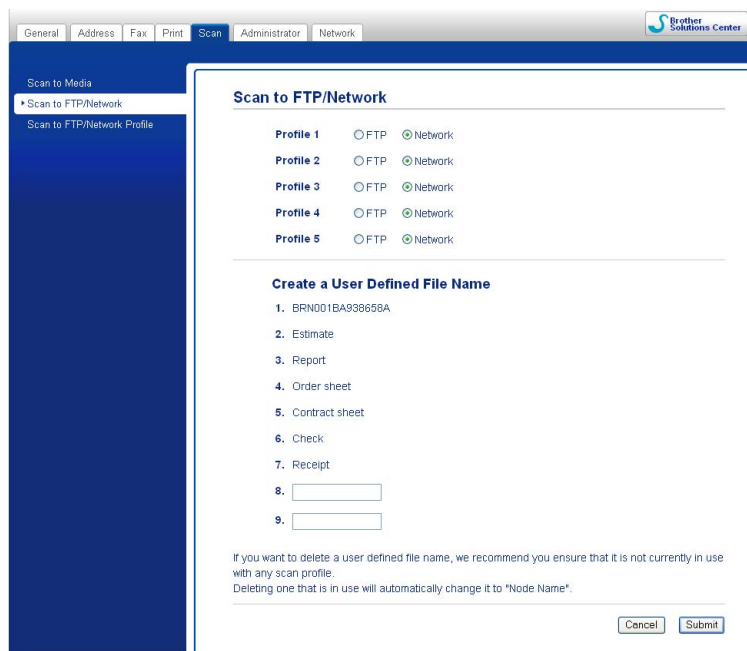 Brother
Solutions Center
General Address Fax Print Scan Administrator Network
Scan to Media
Scan to FTP/Network
Scan to FTP/Network Profile
Scan to FTP/Network
Profile 1 FTP Network
Profile 2 FTP Network
Profile 3 FTP Network
Profile 4 FTP Network
Profile 5 FTP Network
Create a User Defined File Name
1. BRN001BA938658A
2. Estimate
3. Report
4. Order sheet
5. Contract sheet
6. Check
7. Receipt
8.
9.
If you want to delete a user defined file name, we recommend you ensure that it is not currently in use
with any scan profile.
Deleting one that is in use will automatically change it to "Node Name".
Cancel Submit